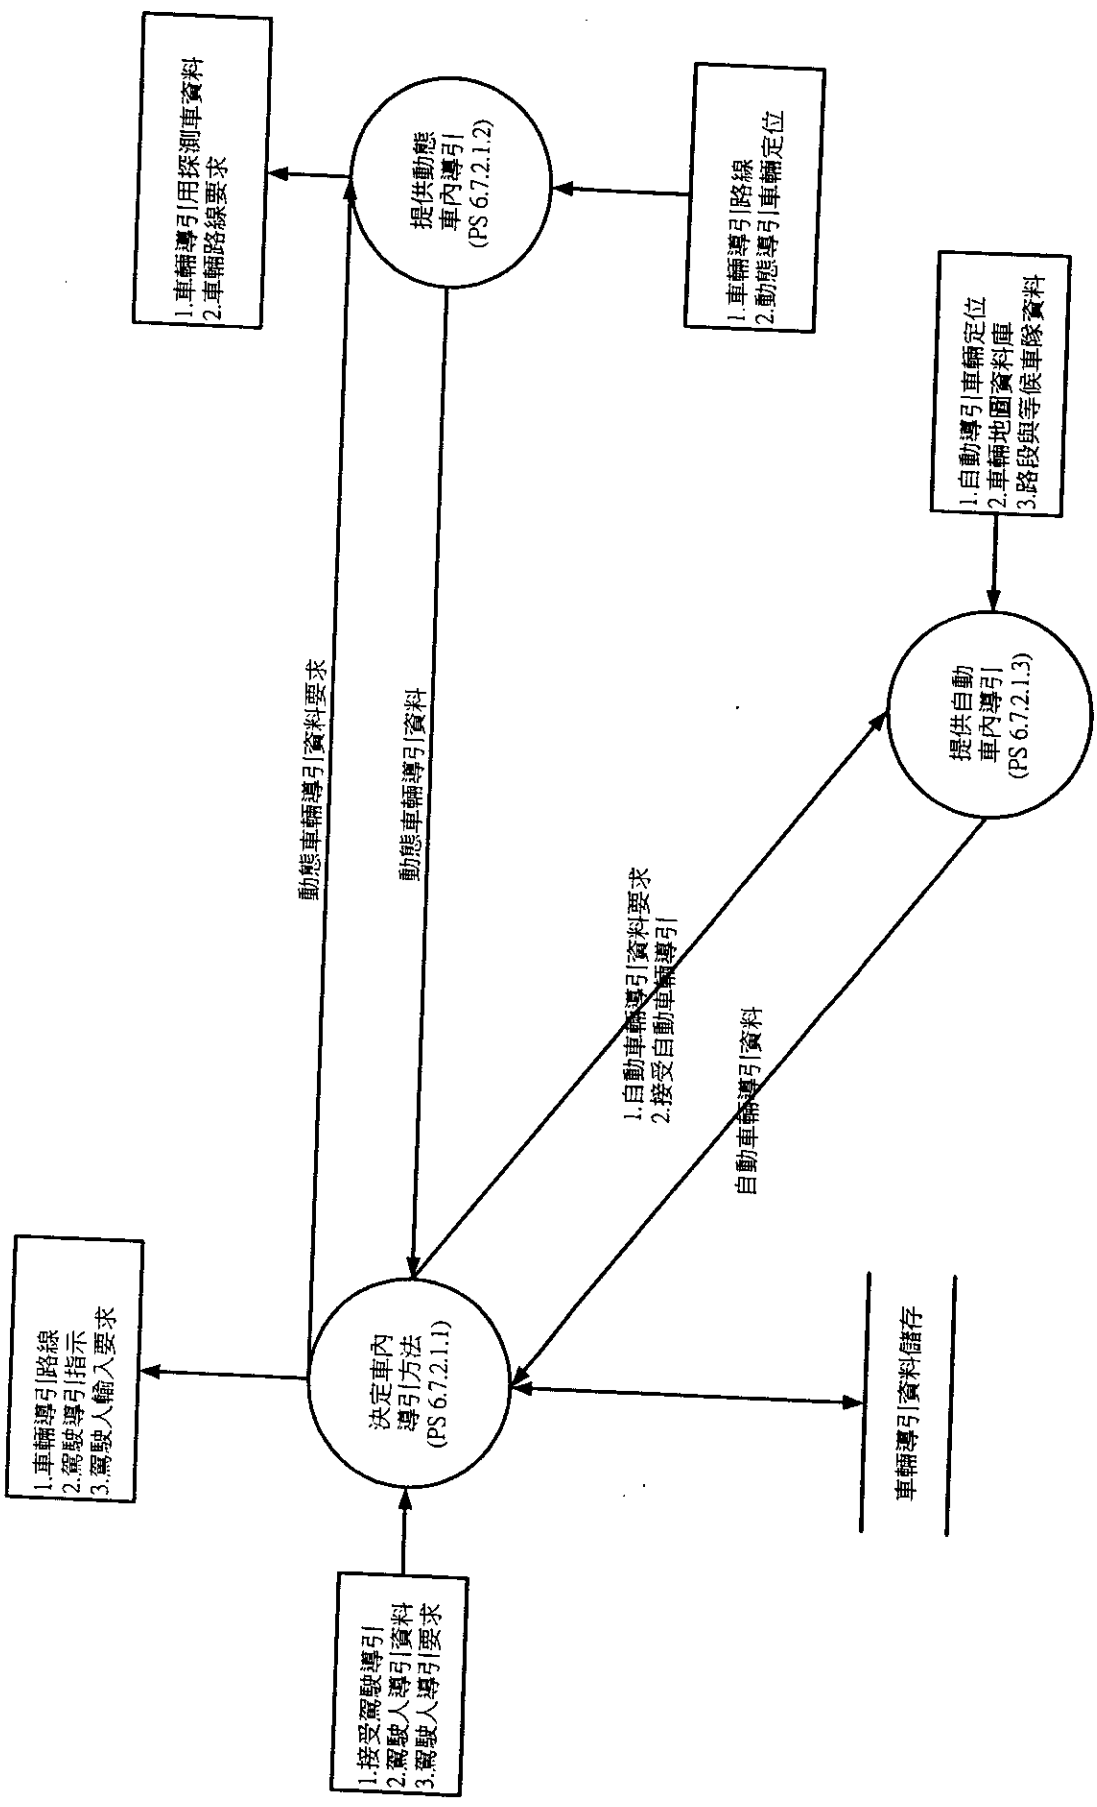 1.車輛導引路線
2.駕駛導引指示
3.駕駛人輸入要求
1.接受駕駛導引
2.駕駛人導引資料
3.駕駛人導引要求
決定車內
導引方法
(PS 6.7.2.1.1)
車輛導引資料儲存
動態車輛導引資料要求
動態車輛導引資料
1.自動車輛導引資料要求
2.接受自動車輛導引
自動車輛導引資料
1.車輛導引用探測車資料
2.車輛路線要求
提供動態
車內導引
(PS 6.7.2.1.2)
1.車輛導引路線
2.動態導引車輛定位
1.自動導引車輛定位
2.車輛地圖資料庫
3.路段與等候車隊資料
提供自動
車內導引
(PS 6.7.2.1.3)